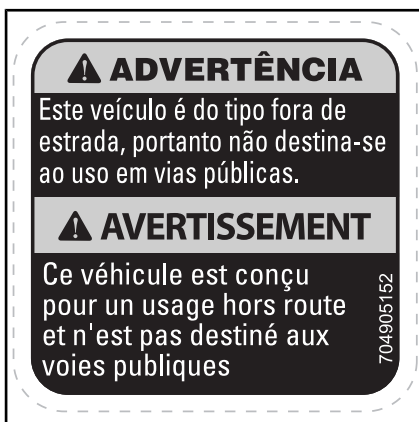 ADVERTÊNCIA
Este veículo é do tipo fora de
estrada, portanto não destina-se
ao uso em vias públicas.
AVERTISSEMENT
Ce véhicule est conçu
pour un usage hors route
et n'est pas destiné aux
voies publiques
704905152